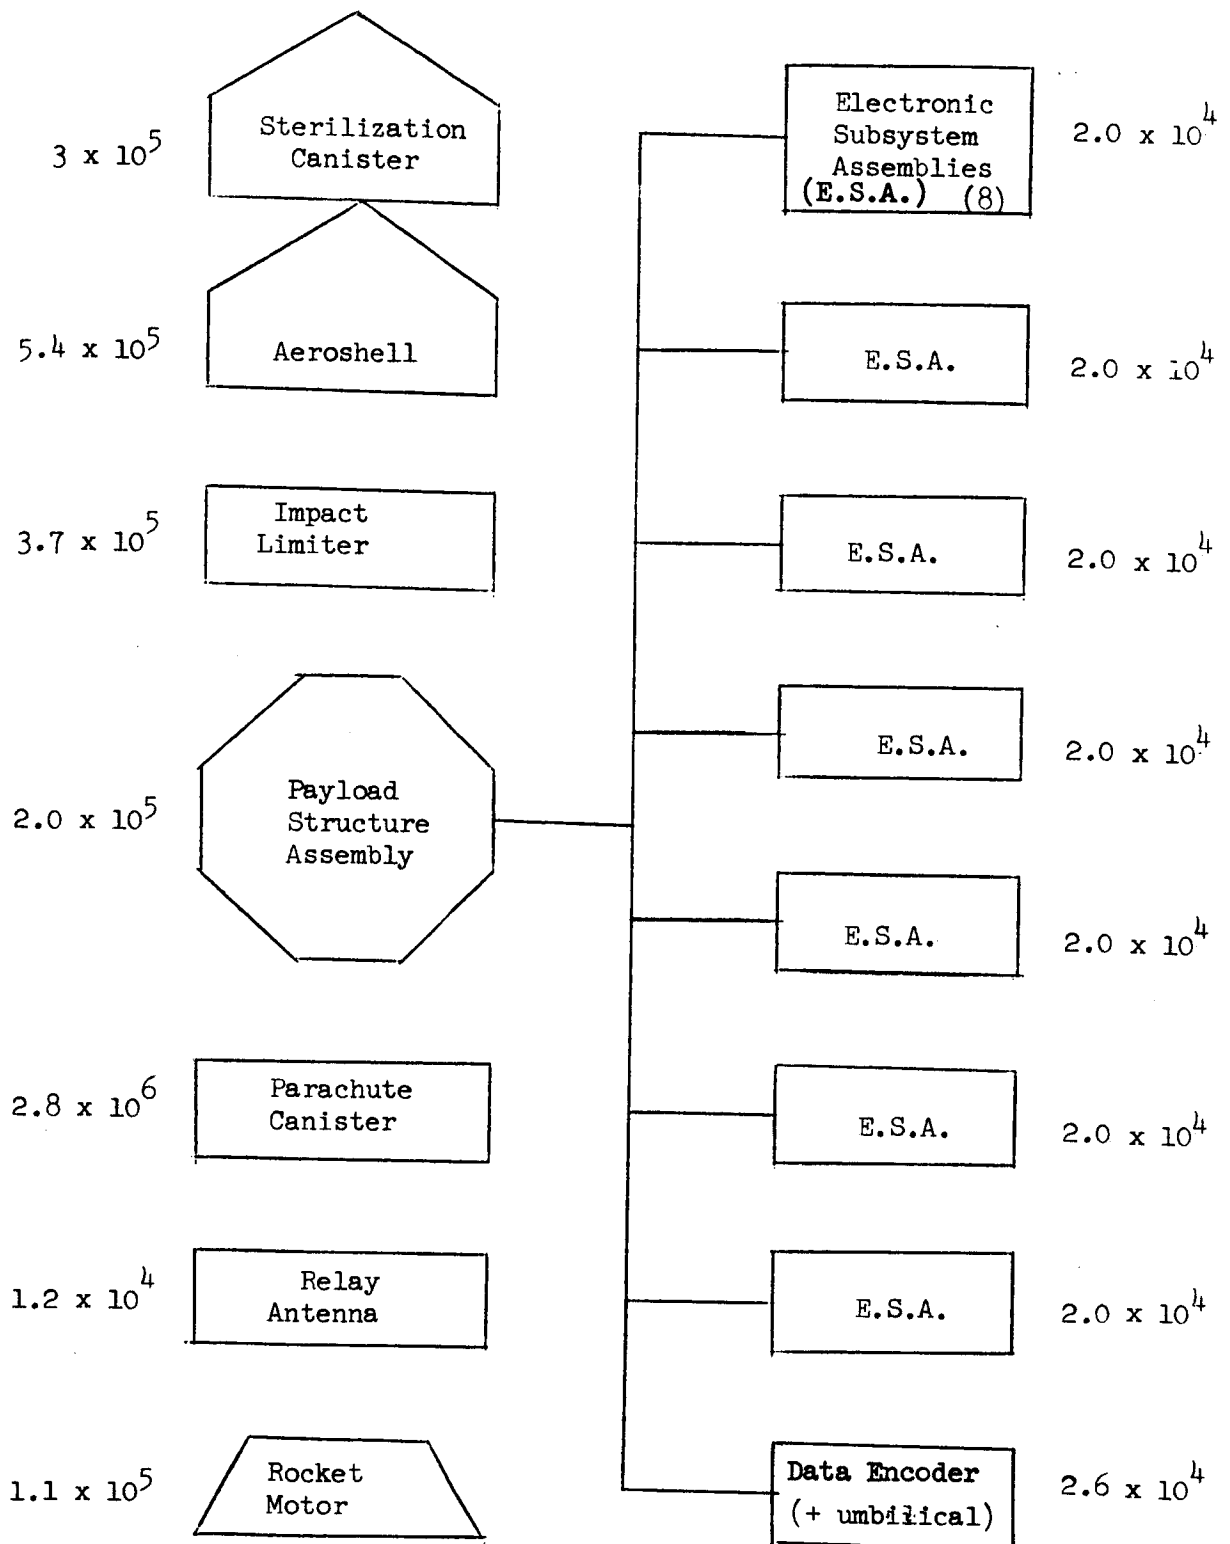 Sterilization
Canister
3 x 10^5
Aeroshell
5.4 x 10^5
Impact
Limiter
3.7 x 10^5
Payload
Structure
Assembly
2.0 x 10^5
Parachute
Canister
2.8 x 10^6
Relay
Antenna
1.2 x 10^4
Rocket
Motor
1.1 x 10^5
Electronic
Subsystem
Assemblies
(E.S.A.) (8)
2.0 x 10^4
E.S.A.
2.0 x 10^4
E.S.A.
2.0 x 10^4
E.S.A.
2.0 x 10^4
E.S.A.
2.0 x 10^4
E.S.A.
2.0 x 10^4
E.S.A.
2.0 x 10^4
Data Encoder
(+ umbilical)
2.6 x 10^4